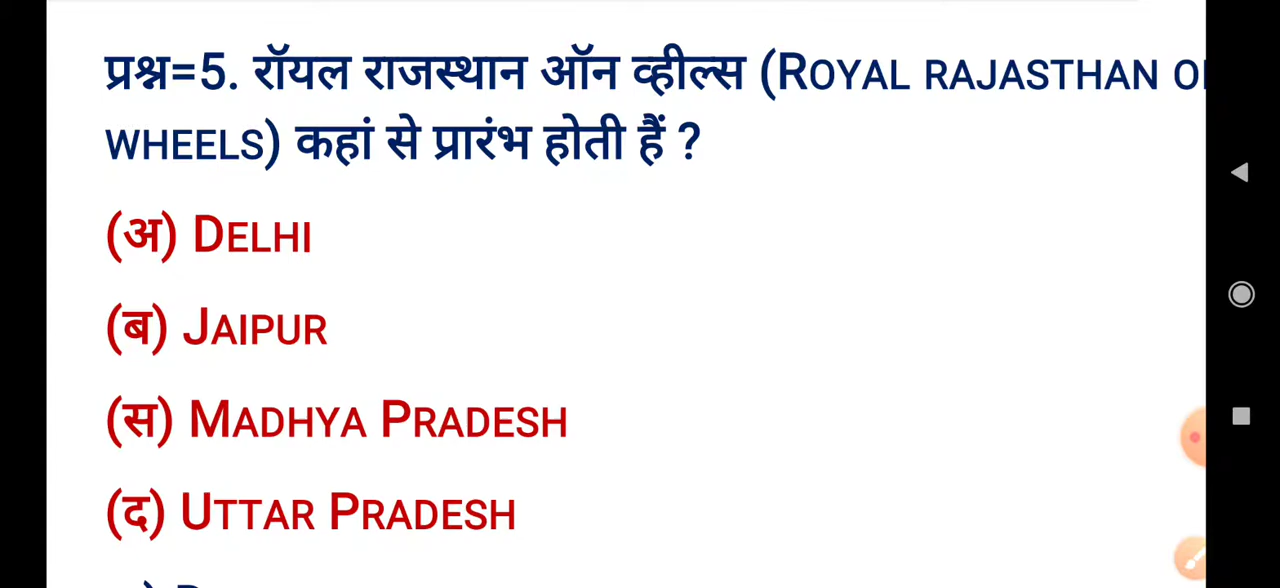 प्रश्न=5. रॉयल राजस्थान ऑन व्हील्स (ROYAL RAJASTHAN
WHEELS) कहां से प्रारंभ होती हैं ?
(अ) DELHI
(ब) JAIPUR
(स) MADHYA PRADESH
(द) UTTAR PRADESH